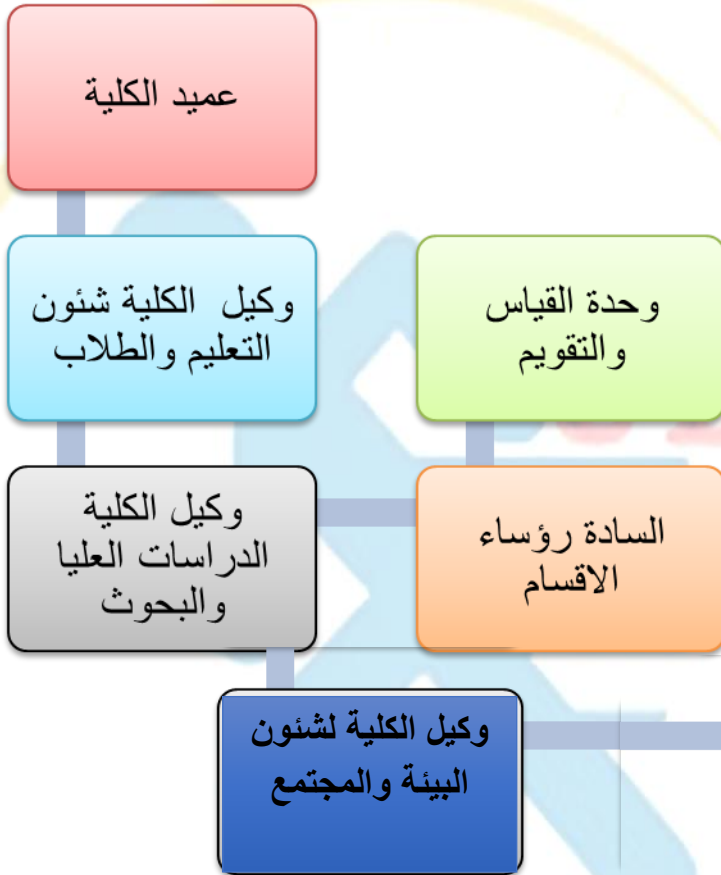 عميد الكلية
وكيل الكلية شئون
التعليم والطلاب
وحدة القياس
والتقويم
وكيل الكلية
الدراسات العليا
والبحوث
السادة رؤساء
الاقسام
وكيل الكلية لشئون
البيئة والمجتمع